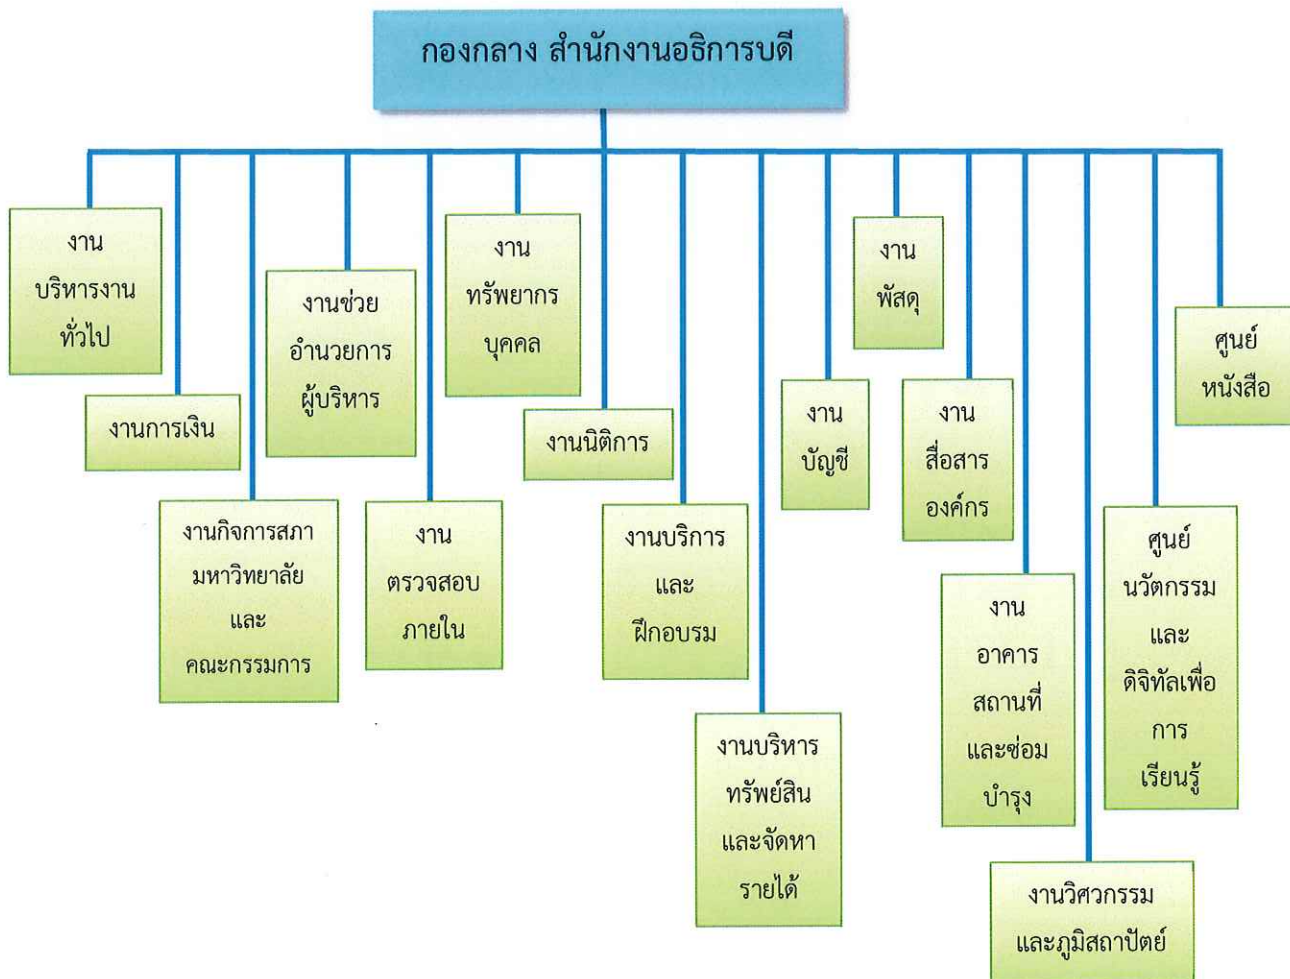 กองกลาง สำนักงานอธิการบดี
งาน
บริหารงาน
ทั่วไป
งานการเงิน
งานกิจการสภา
มหาวิทยาลัย
และ
คณะกรรมการ
งานช่วย
อำนวยการ
ผู้บริหาร
งาน
ตรวจสอบ
ภายใน
งาน
ทรัพยากร
บุคคล
งานนิติการ
งานบริการ
และ
ฝึกอบรม
งานบริหาร
ทรัพย์สิน
และจัดหา
รายได้
งาน
บัญชี
งาน
พัสดุ
งาน
สื่อสาร
องค์กร
งาน
อาคาร
สถานที่
และซ่อม
บำรุง
งานวิศวกรรม
และภูมิสถาปัตย์
ศูนย์
นวัตกรรม
และ
ดิจิทัลเพื่อ
การ
เรียนรู้
ศูนย์
หนังสือ